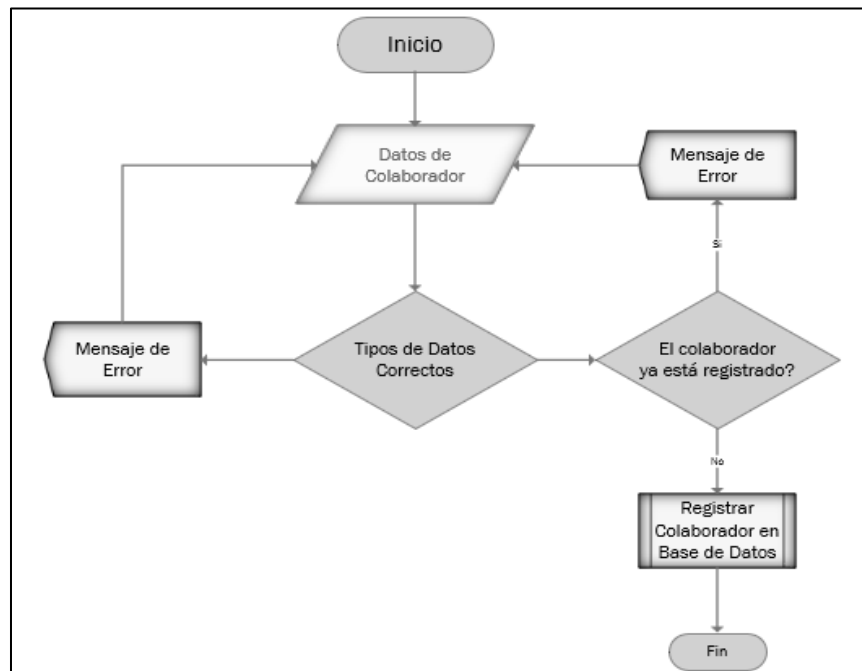 Inicio
Datos de
Colaborador
Mensaje de
Error
Si
Mensaje de
Error
Tipos de Datos
Correctos
El colaborador
ya está registrado?
No
Registrar
Colaborador en
Base de Datos
Fin